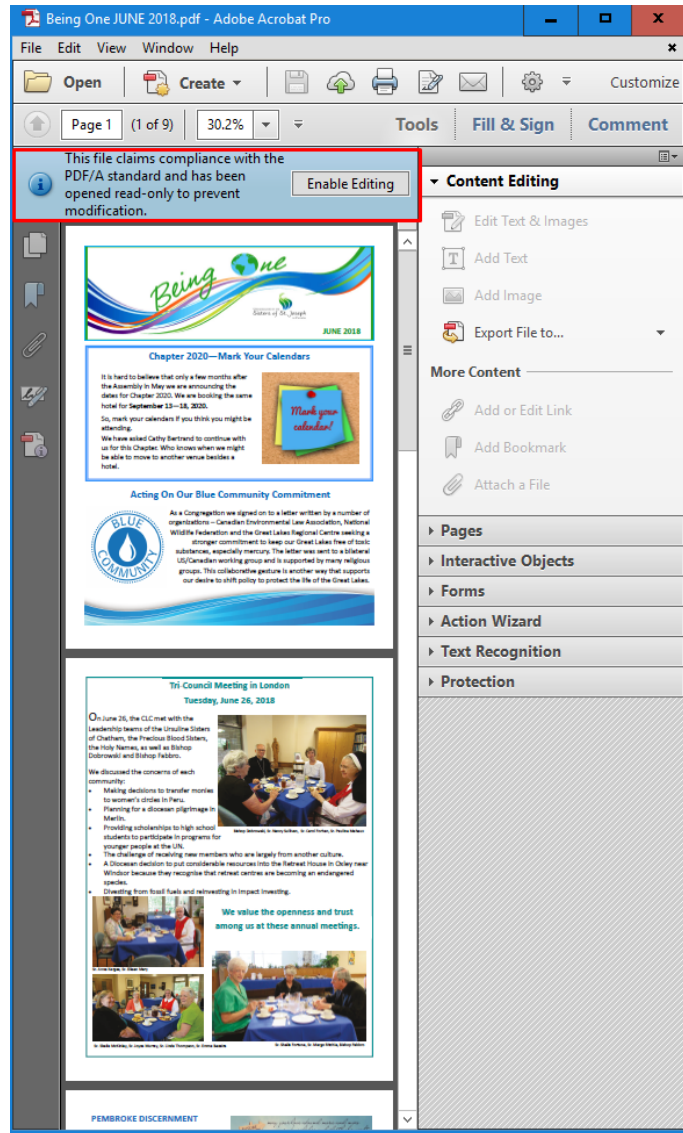 Being One JUNE 2018.pdf - Adobe Acrobat Pro
File Edit View Window Help
Open Create Customize
Page 1 (1 of 9) 30.2% Tools Fill & Sign Comment
This file claims compliance with the
PDF/A standard and has been
opened read-only to prevent
modification.
Enable Editing
Being One
Sisters of St. Joseph
JUNE 2018
Chapter 2020—Mark Your Calendars
It is hard to believe that only a few months after
the Assembly in May we are announcing the
dates for Chapter 2020. We are booking the same
hotel for September 13—18, 2020.
So, mark your calendars if you think you might be
attending.
We have asked Cathy Bertrand to continue with
us for this Chapter. Who knows when we might
be able to move to another venue besides a
hotel.
Mark your
calendar!
Acting On Our Blue Community Commitment
BLUE
COMMUNITY
As a Congregation we signed on to a letter written by a number of
organizations – Canadian Environmental Law Association, National
Wildlife Federation and the Great Lakes Regional Centre seeking a
stronger commitment to keep our Great Lakes free of toxic
substances, especially mercury. The letter was sent to a bilateral
US/Canadian working group and is supported by many religious
groups. This collaborative gesture is another way that supports
our desire to shift policy to protect the life of the Great Lakes.
Tri-Council Meeting in London
Tuesday, June 26, 2018
On June 26, the CLC met with the
Leadership teams of the Ursuline Sisters
of Chatham, the Precious Blood Sisters,
the Holy Names, as well as Bishop
Dobrowski and Bishop Fabbro.
We discussed the concerns of each
community:
• Making decisions to transfer monies
to women's circles in Peru.
• Planning for a diocesan pilgrimage in
Merlin.
• Providing scholarships to high school
students to participate in programs for
younger people at the UN.
• The challenge of receiving new members who are largely from another culture.
• A Diocesan decision to put considerable resources into the Retreat House in Oxley near
Windsor because they recognise that retreat centres are becoming an endangered
species.
• Divesting from fossil fuels and reinvesting in impact investing.
We value the openness and trust
among us at these annual meetings.
PEMBROKE DISCERNMENT
Content Editing
Edit Text & Images
Add Text
Add Image
Export File to...
More Content
Add or Edit Link
Add Bookmark
Attach a File
Pages
Interactive Objects
Forms
Action Wizard
Text Recognition
Protection